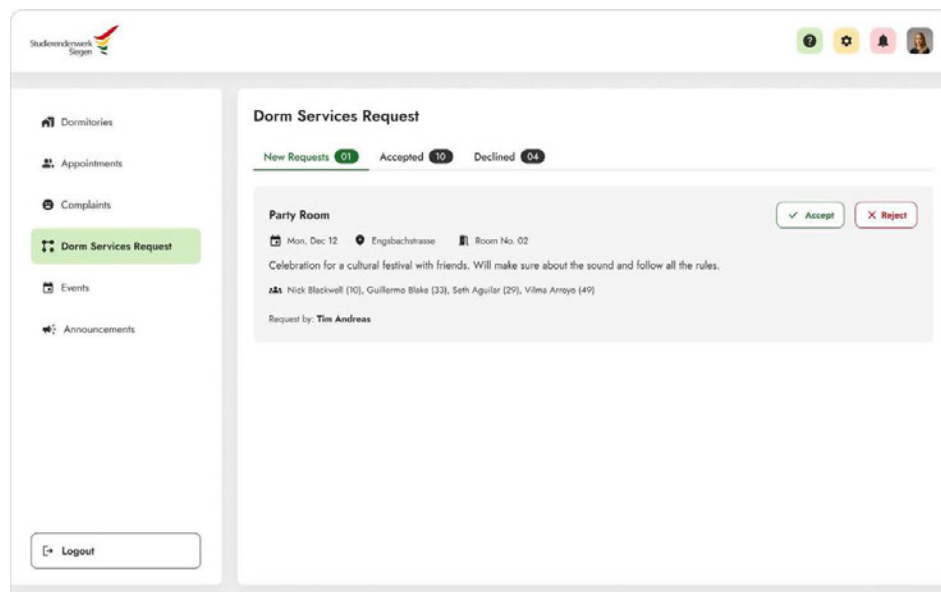 Studierendenwerk
Siegen
Dormitories
Appointments
Complaints
Dorm Services Request
Events
Announcements
Logout
Dorm Services Request
New Requests 01 Accepted 10 Declined 04
Party Room
Accept Reject
Mon, Dec 12 Engsbachstrasse Room No. 02
Celebration for a cultural festival with friends. Will make sure about the sound and follow all the rules.
Nick Blackwell (10), Guillermo Blake (33), Seth Aguilar (29), Vilma Arroyo (49)
Request by: Tim Andreas